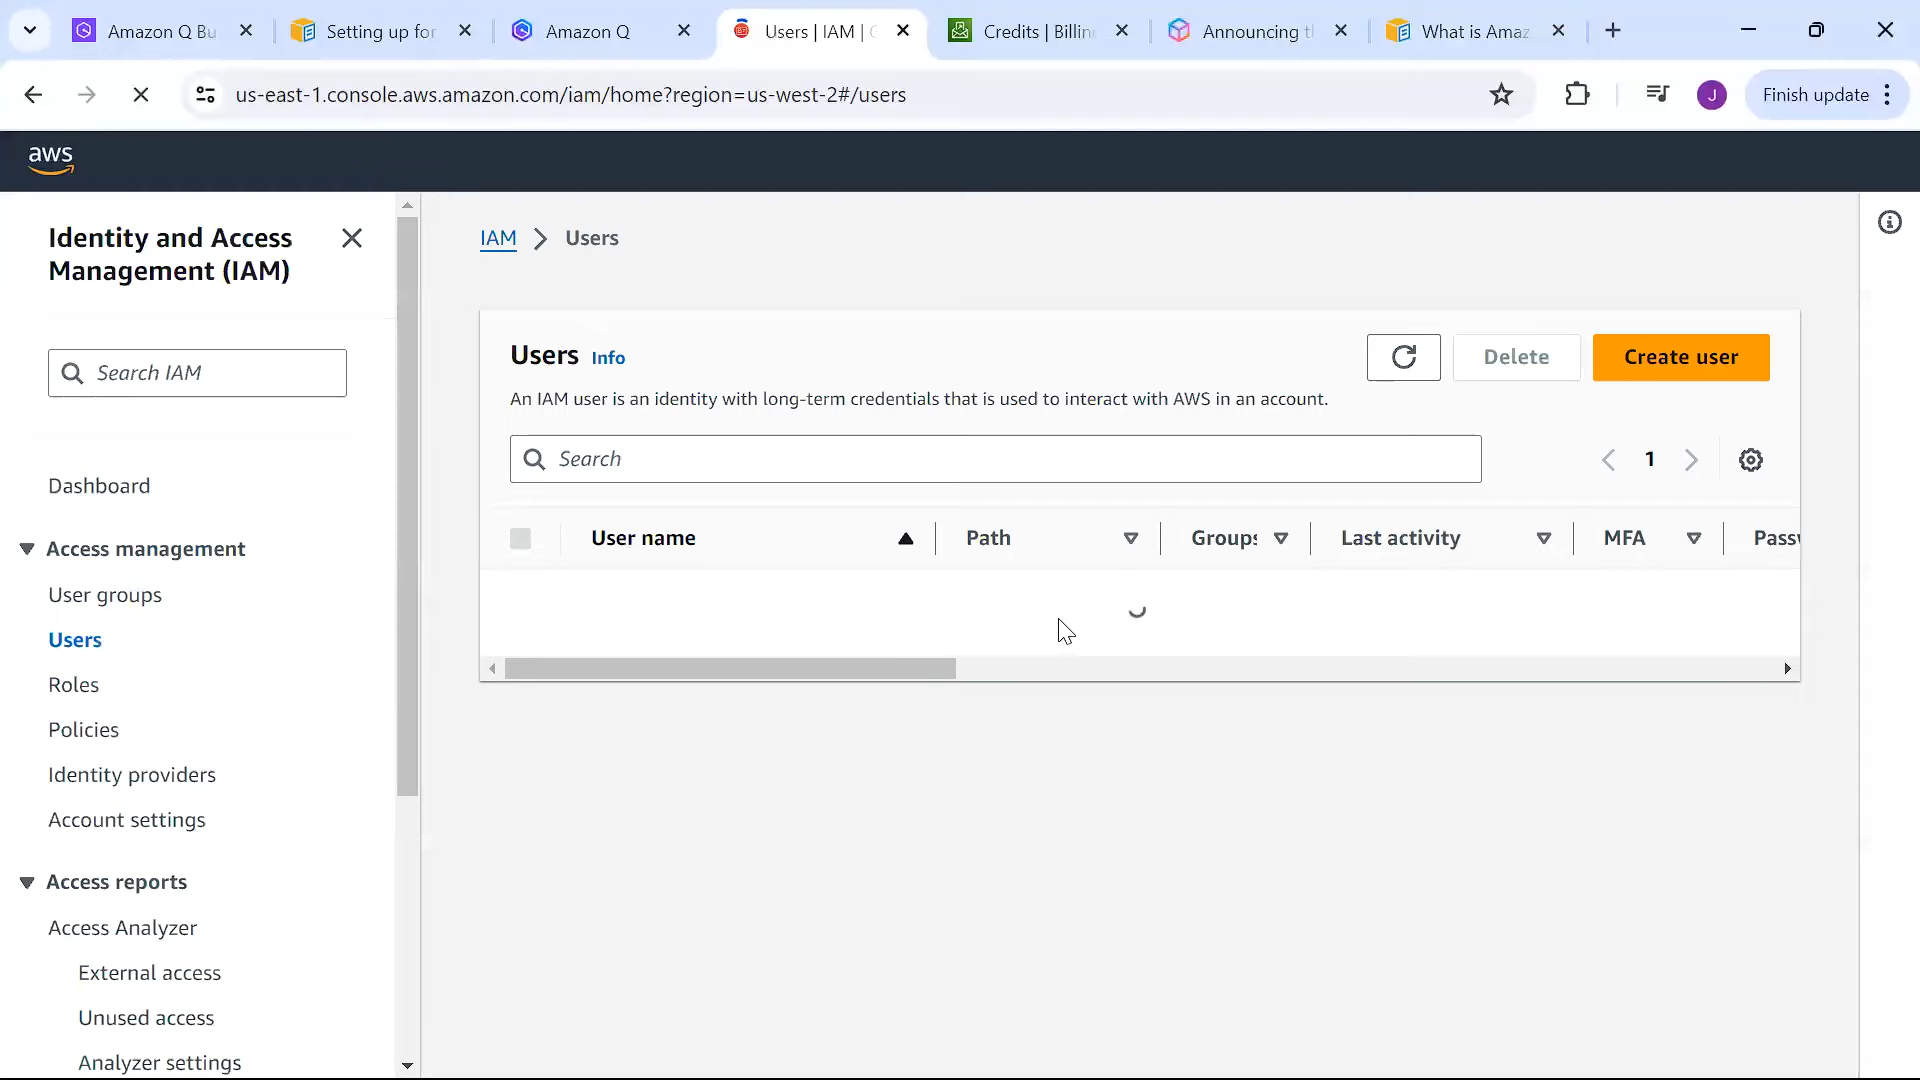 Amazon Q Bu
Setting up for
Amazon Q
Users | IAM |
Credits | Billin
Announcing t
What is Amaz
us-east-1.console.aws.amazon.com/iam/home?region=us-west-2#/users
J
Finish update
aws
Identity and Access
Management (IAM)
Search IAM
Dashboard
Access management
User groups
Users
Roles
Policies
Identity providers
Account settings
Access reports
Access Analyzer
External access
Unused access
Analyzer settings
IAM > Users
Users Info
Delete
Create user
An IAM user is an identity with long-term credentials that is used to interact with AWS in an account.
Search
1
User name
Path
Groups
Last activity
MFA
Passw